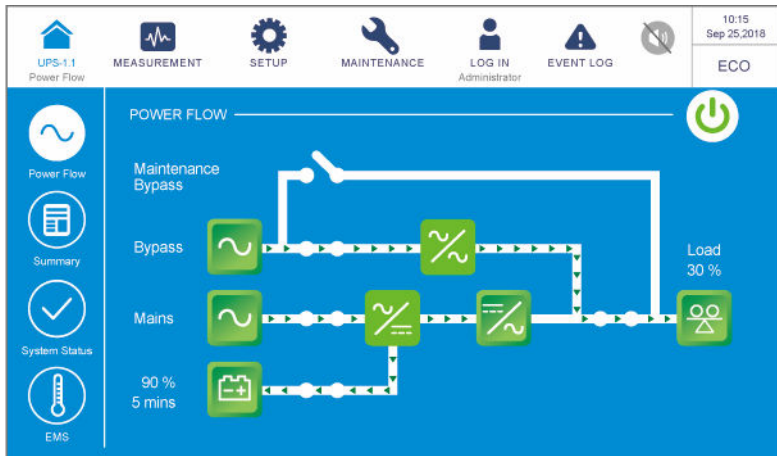 UPS-1.1
Power Flow
MEASUREMENT
SETUP
MAINTENANCE
LOG IN
Administrator
EVENT LOG
10:15
Sep 25,2018
ECO
Power Flow
Summary
System Status
EMS
POWER FLOW
Maintenance
Bypass
Bypass
Mains
90 %
5 mins
Load
30 %